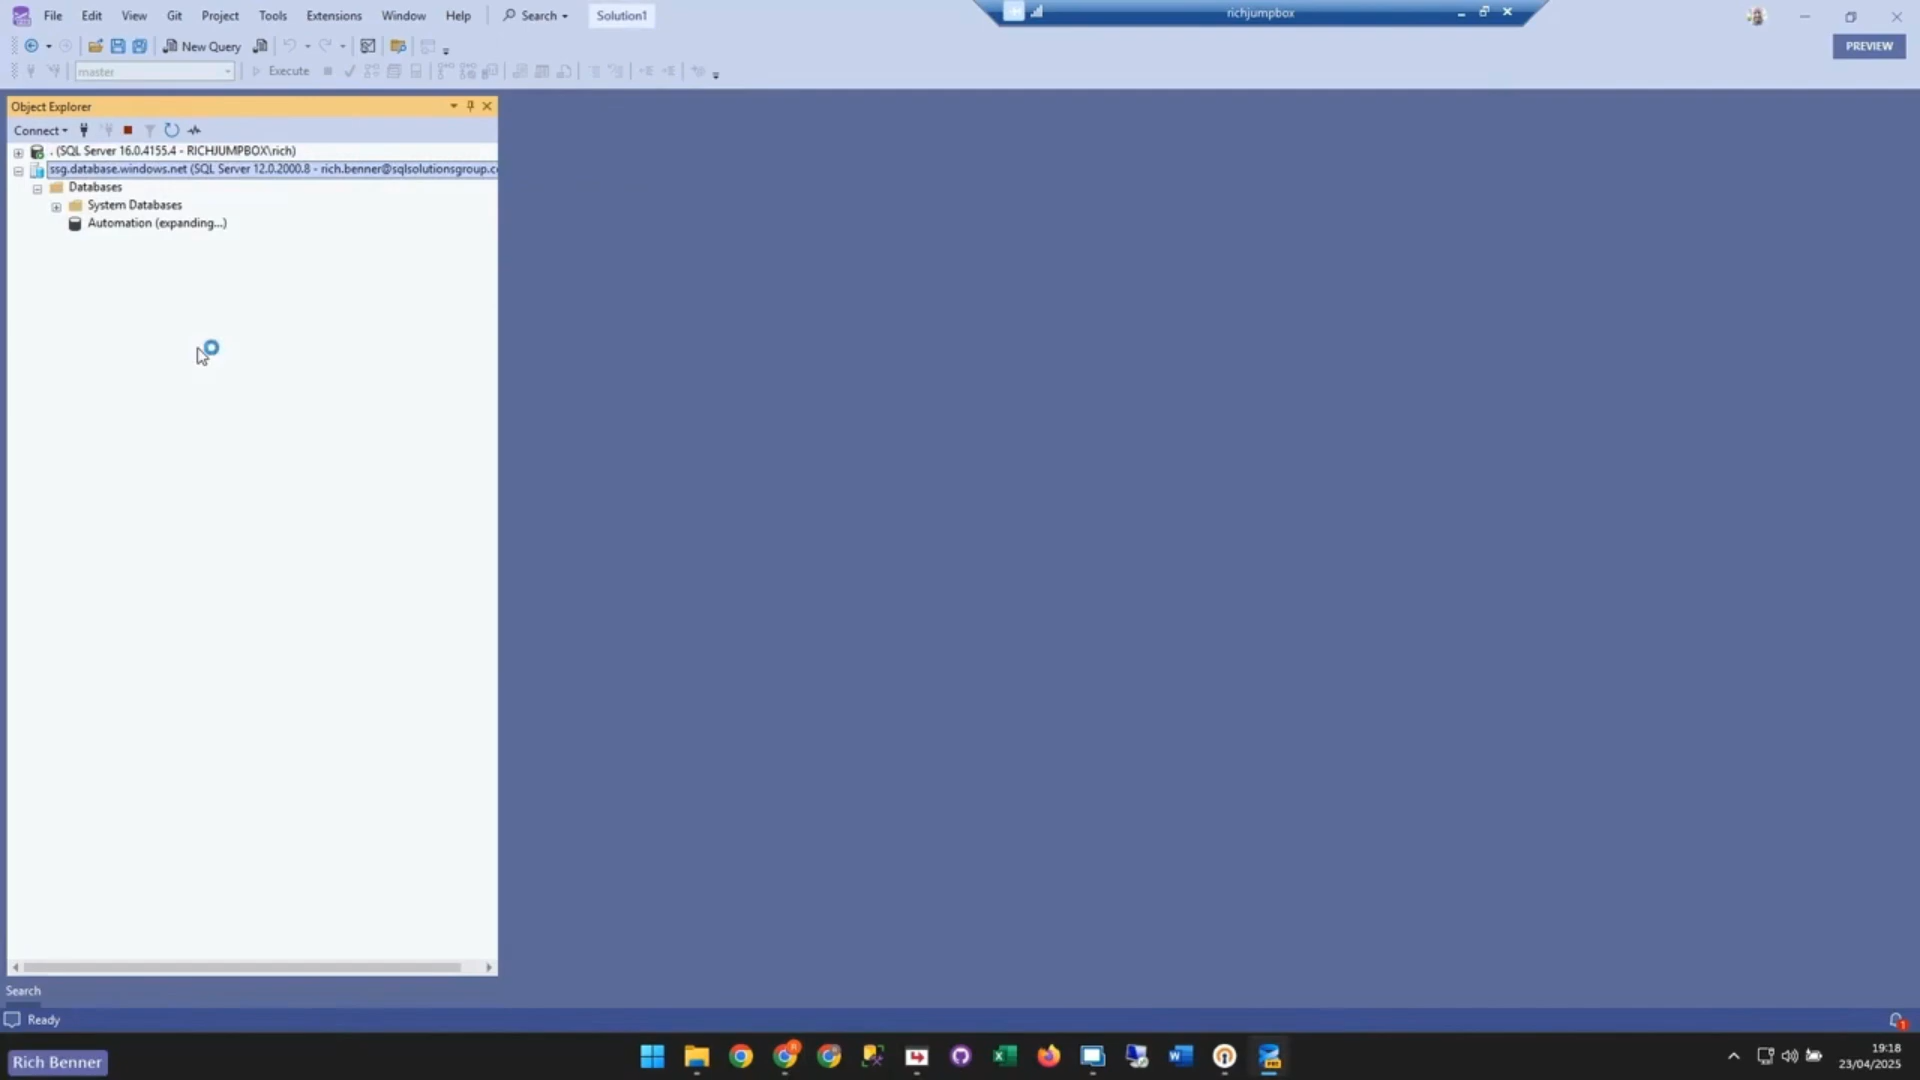 File Edit View Git Project Tools Extensions Window Help Search Solution1
richjumpbox
New Query
PREVIEW
master
Execute
Object Explorer
Connect
. (SQL Server 16.0.4155.4 - RICHJUMPBOX\rich)
ssg.database.windows.net (SQL Server 12.0.2000.8 - rich.benner@sqlsolutionsgroup.c
Databases
System Databases
Automation (expanding...)
Search
Ready
Rich Benner
19:18
23/04/2025